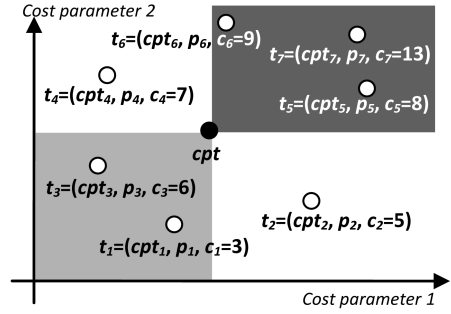 Cost parameter 2
t6=(cpt6, p6, c6=9)
t7=(cpt7, p7, c7=13)
t4=(cpt4, p4, c4=7)
t5=(cpt5, p5, c5=8)
cpt
t3=(cpt3, p3, c3=6)
t2=(cpt2, p2, c2=5)
t1=(cpt1, p1, c1=3)
Cost parameter 1